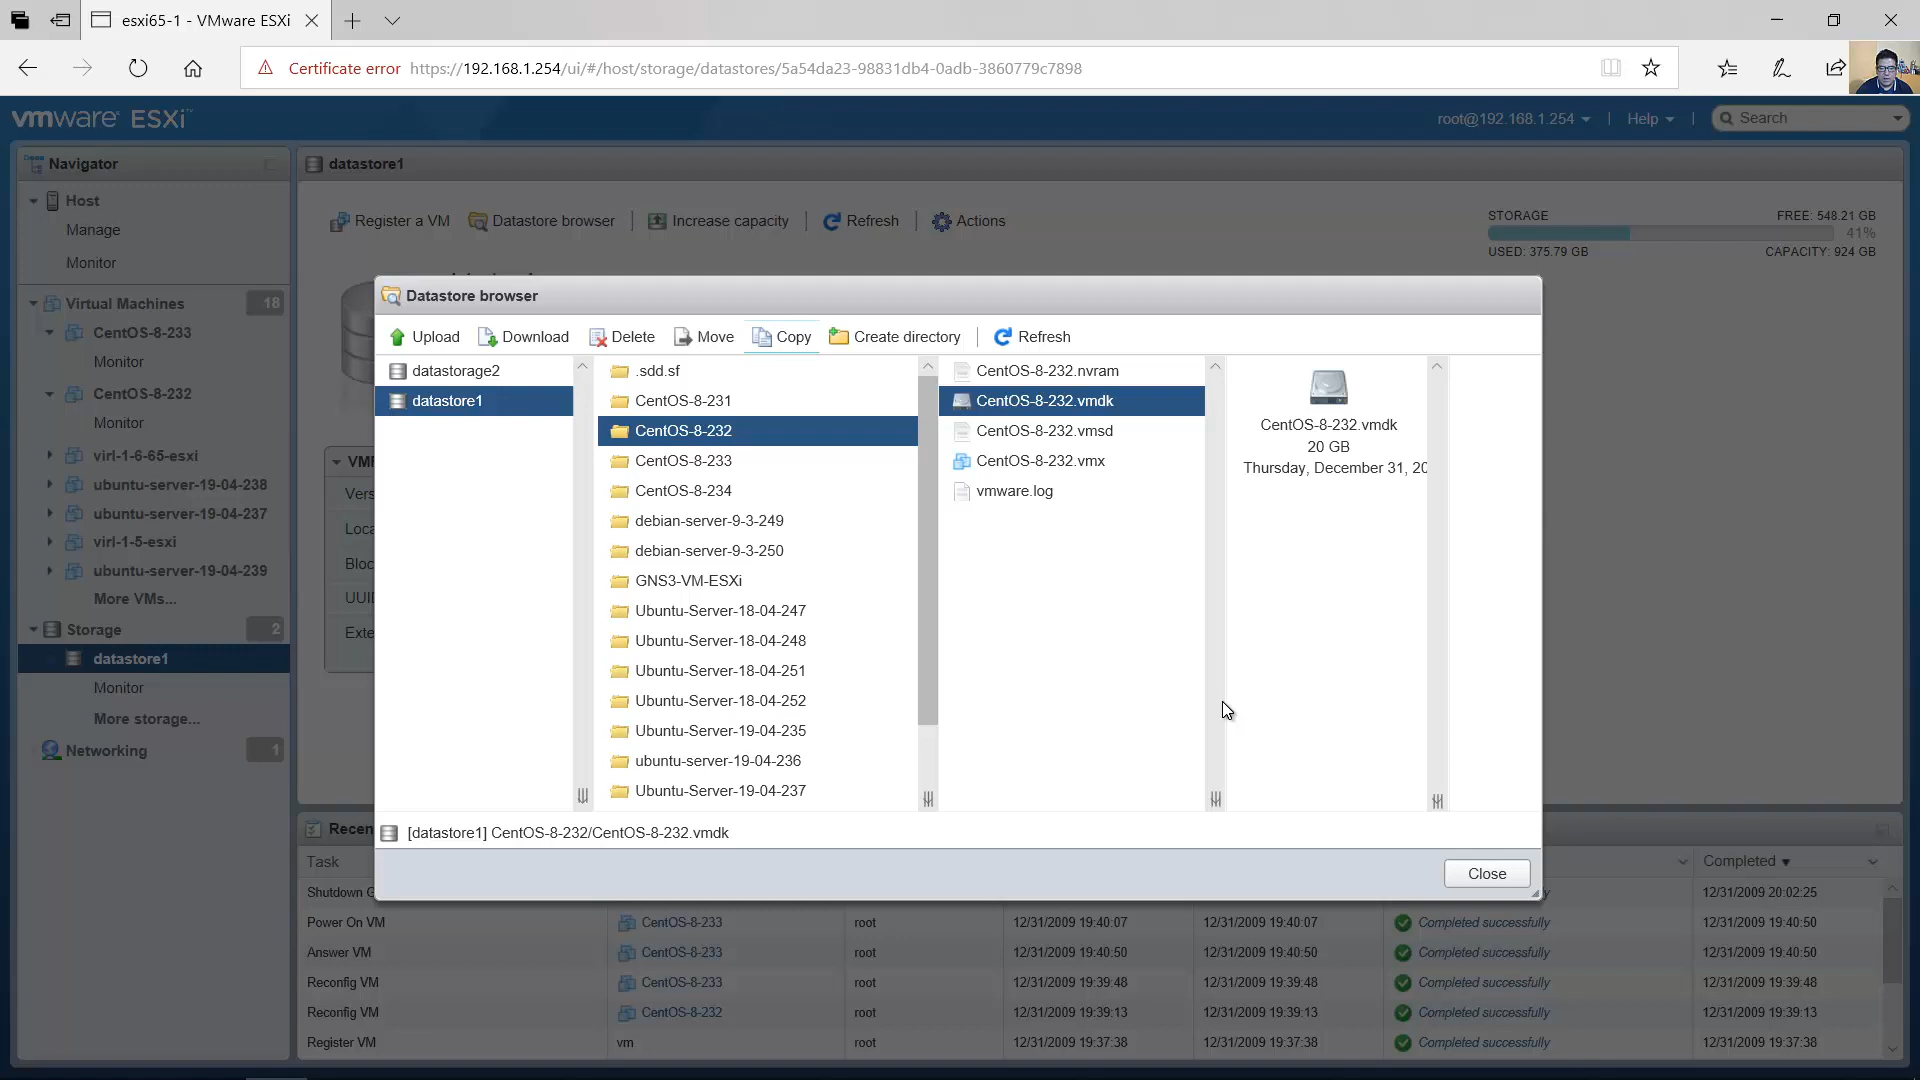 esxi65-1 - VMware ESXi
Certificate error https://192.168.1.254/ui/#/host/storage/datastores/5a54da23-98831db4-0adb-3860779c7898
vmware ESXi
root@192.168.1.254 | Help | Search
Navigator
datastore1
Host
Manage
Monitor
Register a VM Datastore browser Increase capacity Refresh Actions
STORAGE FREE: 548.21 GB
41%
USED: 375.79 GB CAPACITY: 924 GB
Virtual Machines 18
CentOS-8-233
Monitor
CentOS-8-232
Monitor
virl-1-6-65-esxi
ubuntu-server-19-04-238
ubuntu-server-19-04-237
virl-1-5-esxi
ubuntu-server-19-04-239
More VMs...
Storage 2
datastore1
Monitor
More storage...
Networking 1
Datastore browser
Upload Download Delete Move Copy Create directory Refresh
datastorage2
datastore1
.sdd.sf
CentOS-8-231
CentOS-8-232
CentOS-8-233
CentOS-8-234
debian-server-9-3-249
debian-server-9-3-250
GNS3-VM-ESXi
Ubuntu-Server-18-04-247
Ubuntu-Server-18-04-248
Ubuntu-Server-18-04-251
Ubuntu-Server-18-04-252
Ubuntu-Server-19-04-235
ubuntu-server-19-04-236
Ubuntu-Server-19-04-237
CentOS-8-232.nvram
CentOS-8-232.vmdk
CentOS-8-232.vmsd
CentOS-8-232.vmx
vmware.log
CentOS-8-232.vmdk
20 GB
Thursday, December 31, 20
[datastore1] CentOS-8-232/CentOS-8-232.vmdk
Close
Task Completed
Shutdown 12/31/2009 20:02:25
Power On VM CentOS-8-233 root 12/31/2009 19:40:07 12/31/2009 19:40:07 Completed successfully 12/31/2009 19:40:50
Answer VM CentOS-8-233 root 12/31/2009 19:40:50 12/31/2009 19:40:50 Completed successfully 12/31/2009 19:40:50
Reconfig VM CentOS-8-233 root 12/31/2009 19:39:48 12/31/2009 19:39:48 Completed successfully 12/31/2009 19:39:48
Reconfig VM CentOS-8-232 root 12/31/2009 19:39:13 12/31/2009 19:39:13 Completed successfully 12/31/2009 19:39:13
Register VM vm root 12/31/2009 19:37:38 12/31/2009 19:37:38 Completed successfully 12/31/2009 19:37:38